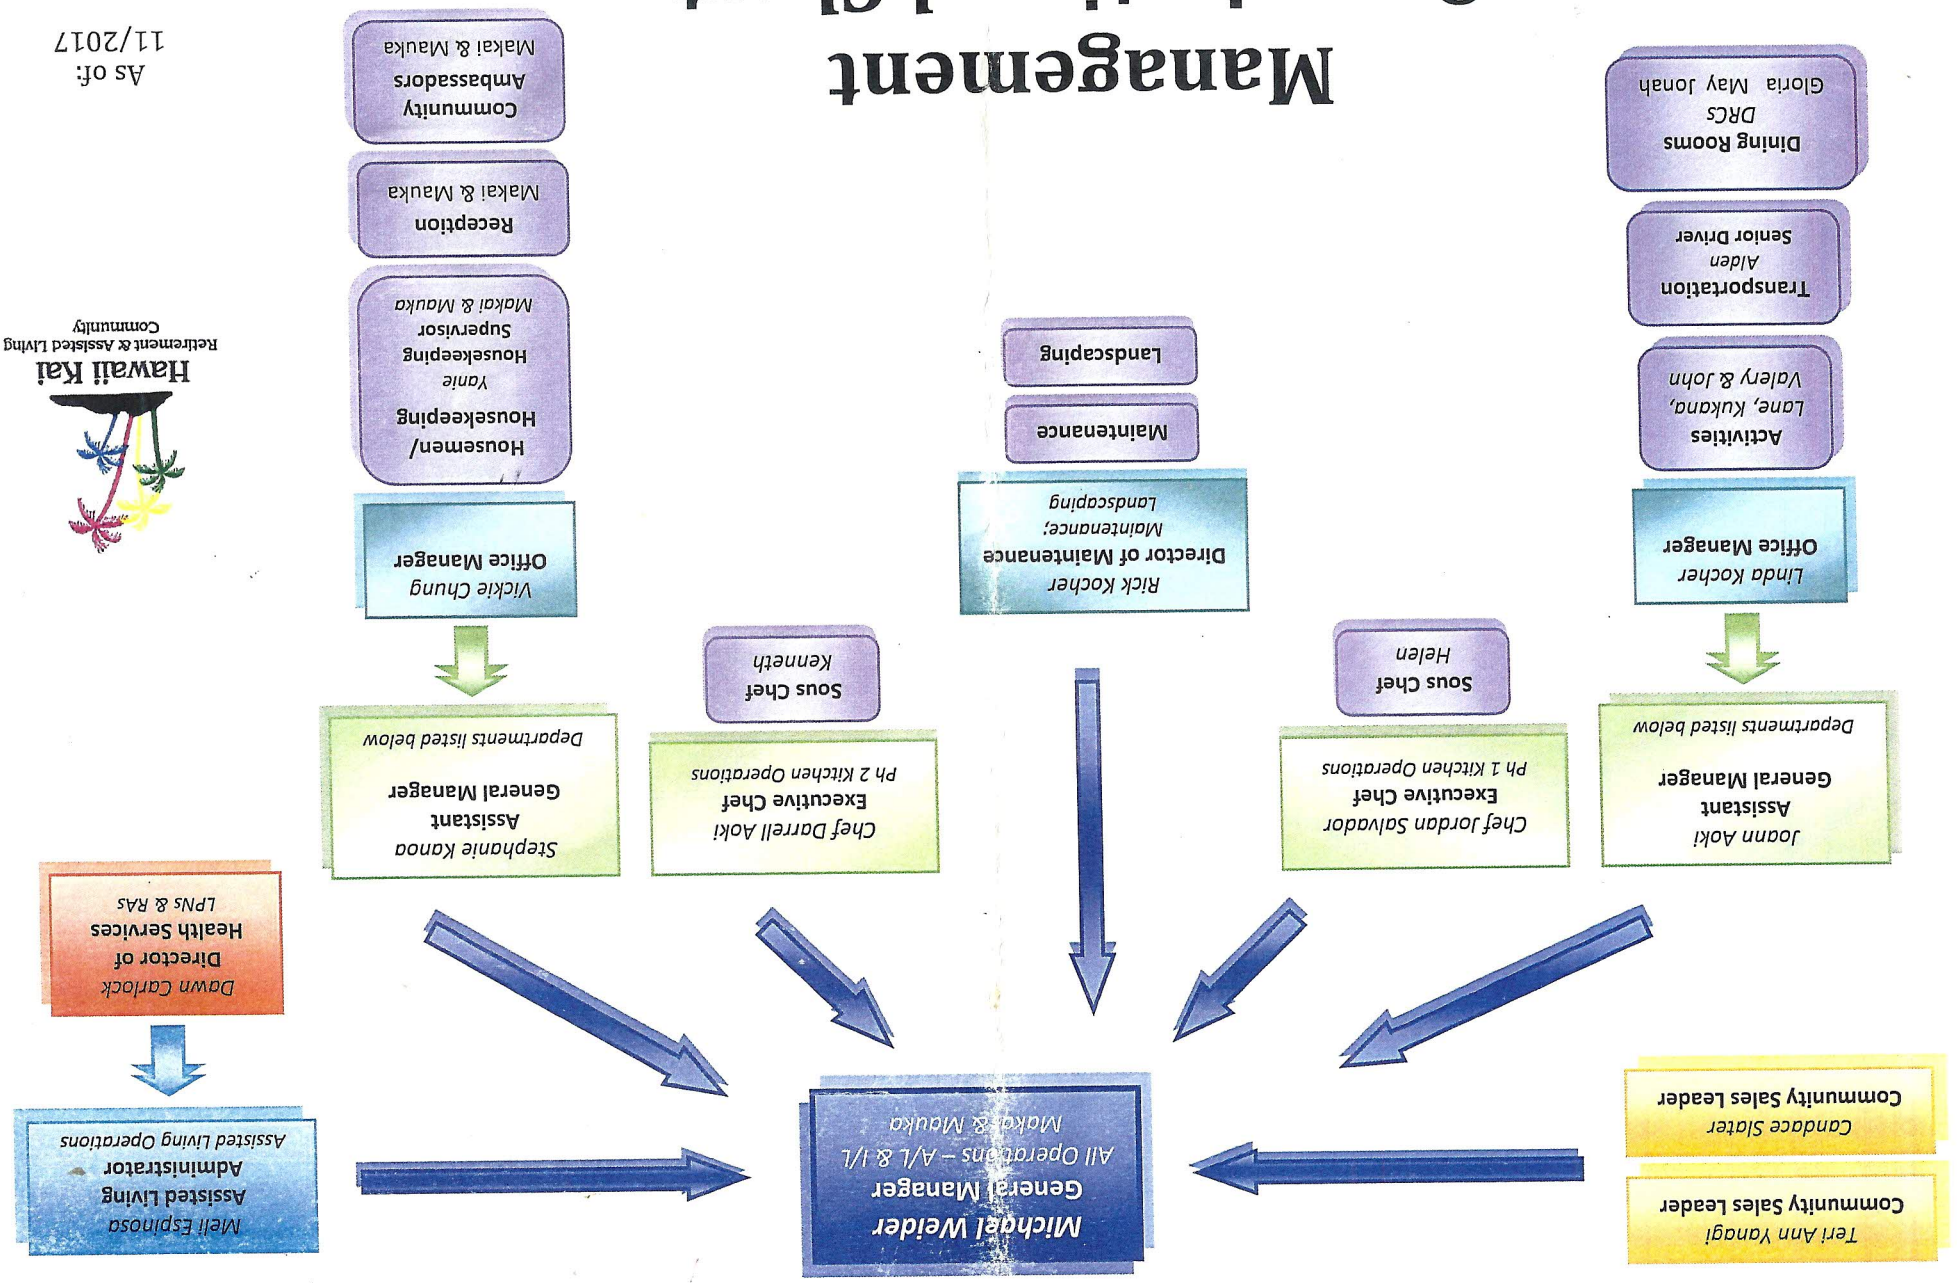 Teri Ann Yanagi
Community Sales Leader
Candace Slater
Community Sales Leader
Michael Weider
General Manager
All Operations – A/L & I/L
Makai & Mauka
Meli Espinosa
Assisted Living
Administrator
Assisted Living Operations
Dawn Carlock
Director of
Health Services
LPNs & RAs
Joann Aoki
Assistant
General Manager
Departments listed below
Chef Jordan Salvador
Executive Chef
Ph 1 Kitchen Operations
Sous Chef
Helen
Chef Darrell Aoki
Executive Chef
Ph 2 Kitchen Operations
Sous Chef
Kenneth
Stephanie Kanoa
Assistant
General Manager
Departments listed below
Linda Kocher
Office Manager
Activities
Lane, Kukana,
Valery & John
Transportation
Alden
Senior Driver
Dining Rooms
DRCs
Gloria May Jonah
Rick Kocher
Director of Maintenance
Maintenance;
Landscaping
Maintenance
Landscaping
Vickie Chung
Office Manager
Housemen/
Housekeeping
Yanie
Housekeeping
Supervisor
Makai & Mauka
Reception
Makai & Mauka
Community
Ambassadors
Makai & Mauka
Hawaii Kai
Retirement & Assisted Living
Community
Management
As of:
11/2017